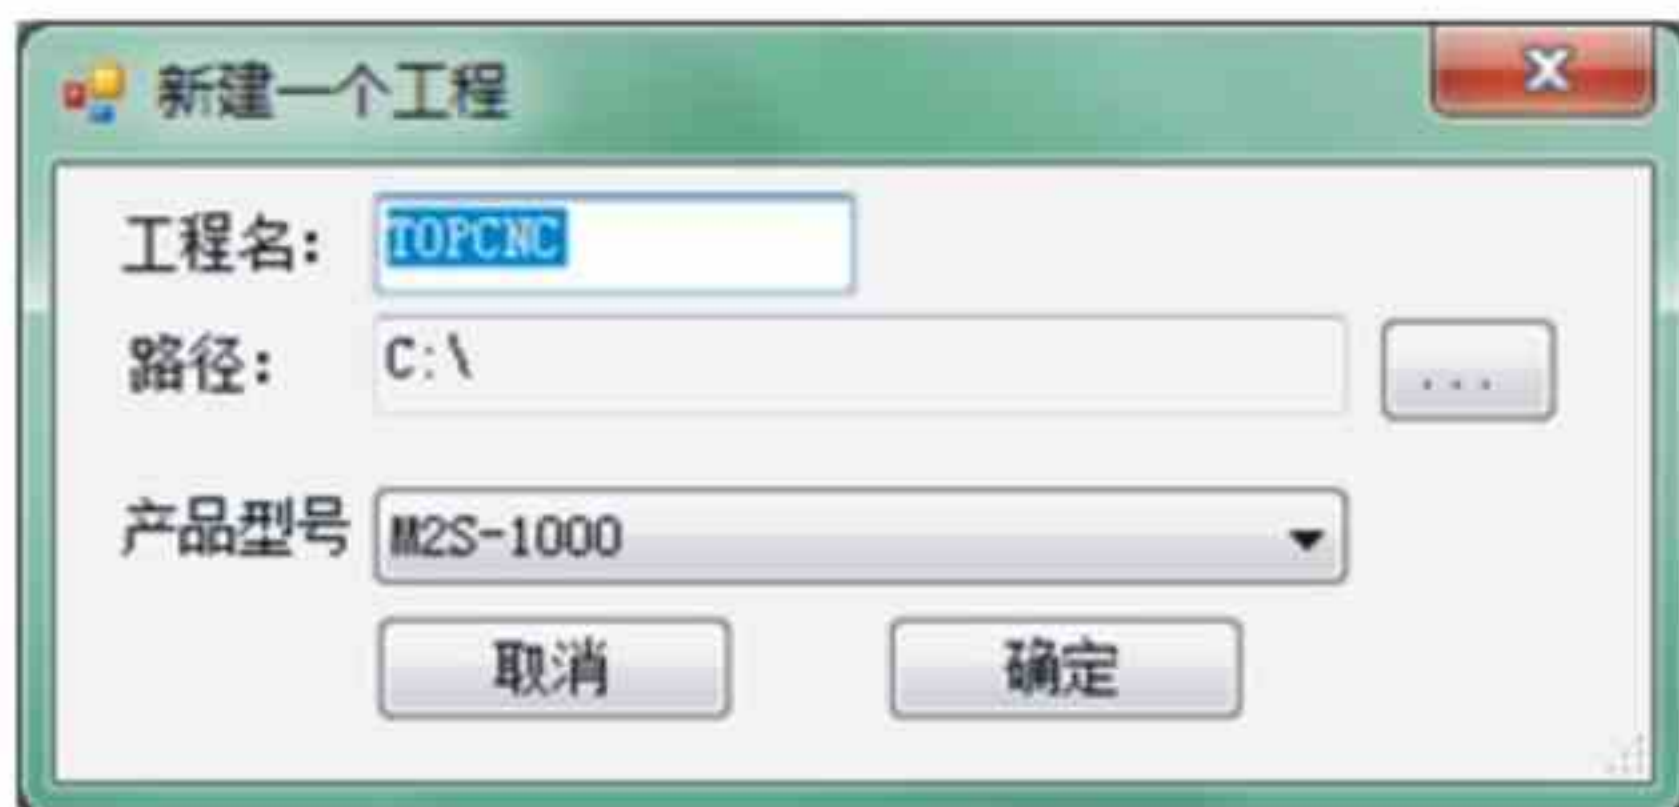 新建一个工程
工程名: TOPCNC
路径: C:\ ...
产品型号 M2S-1000
取消 确定